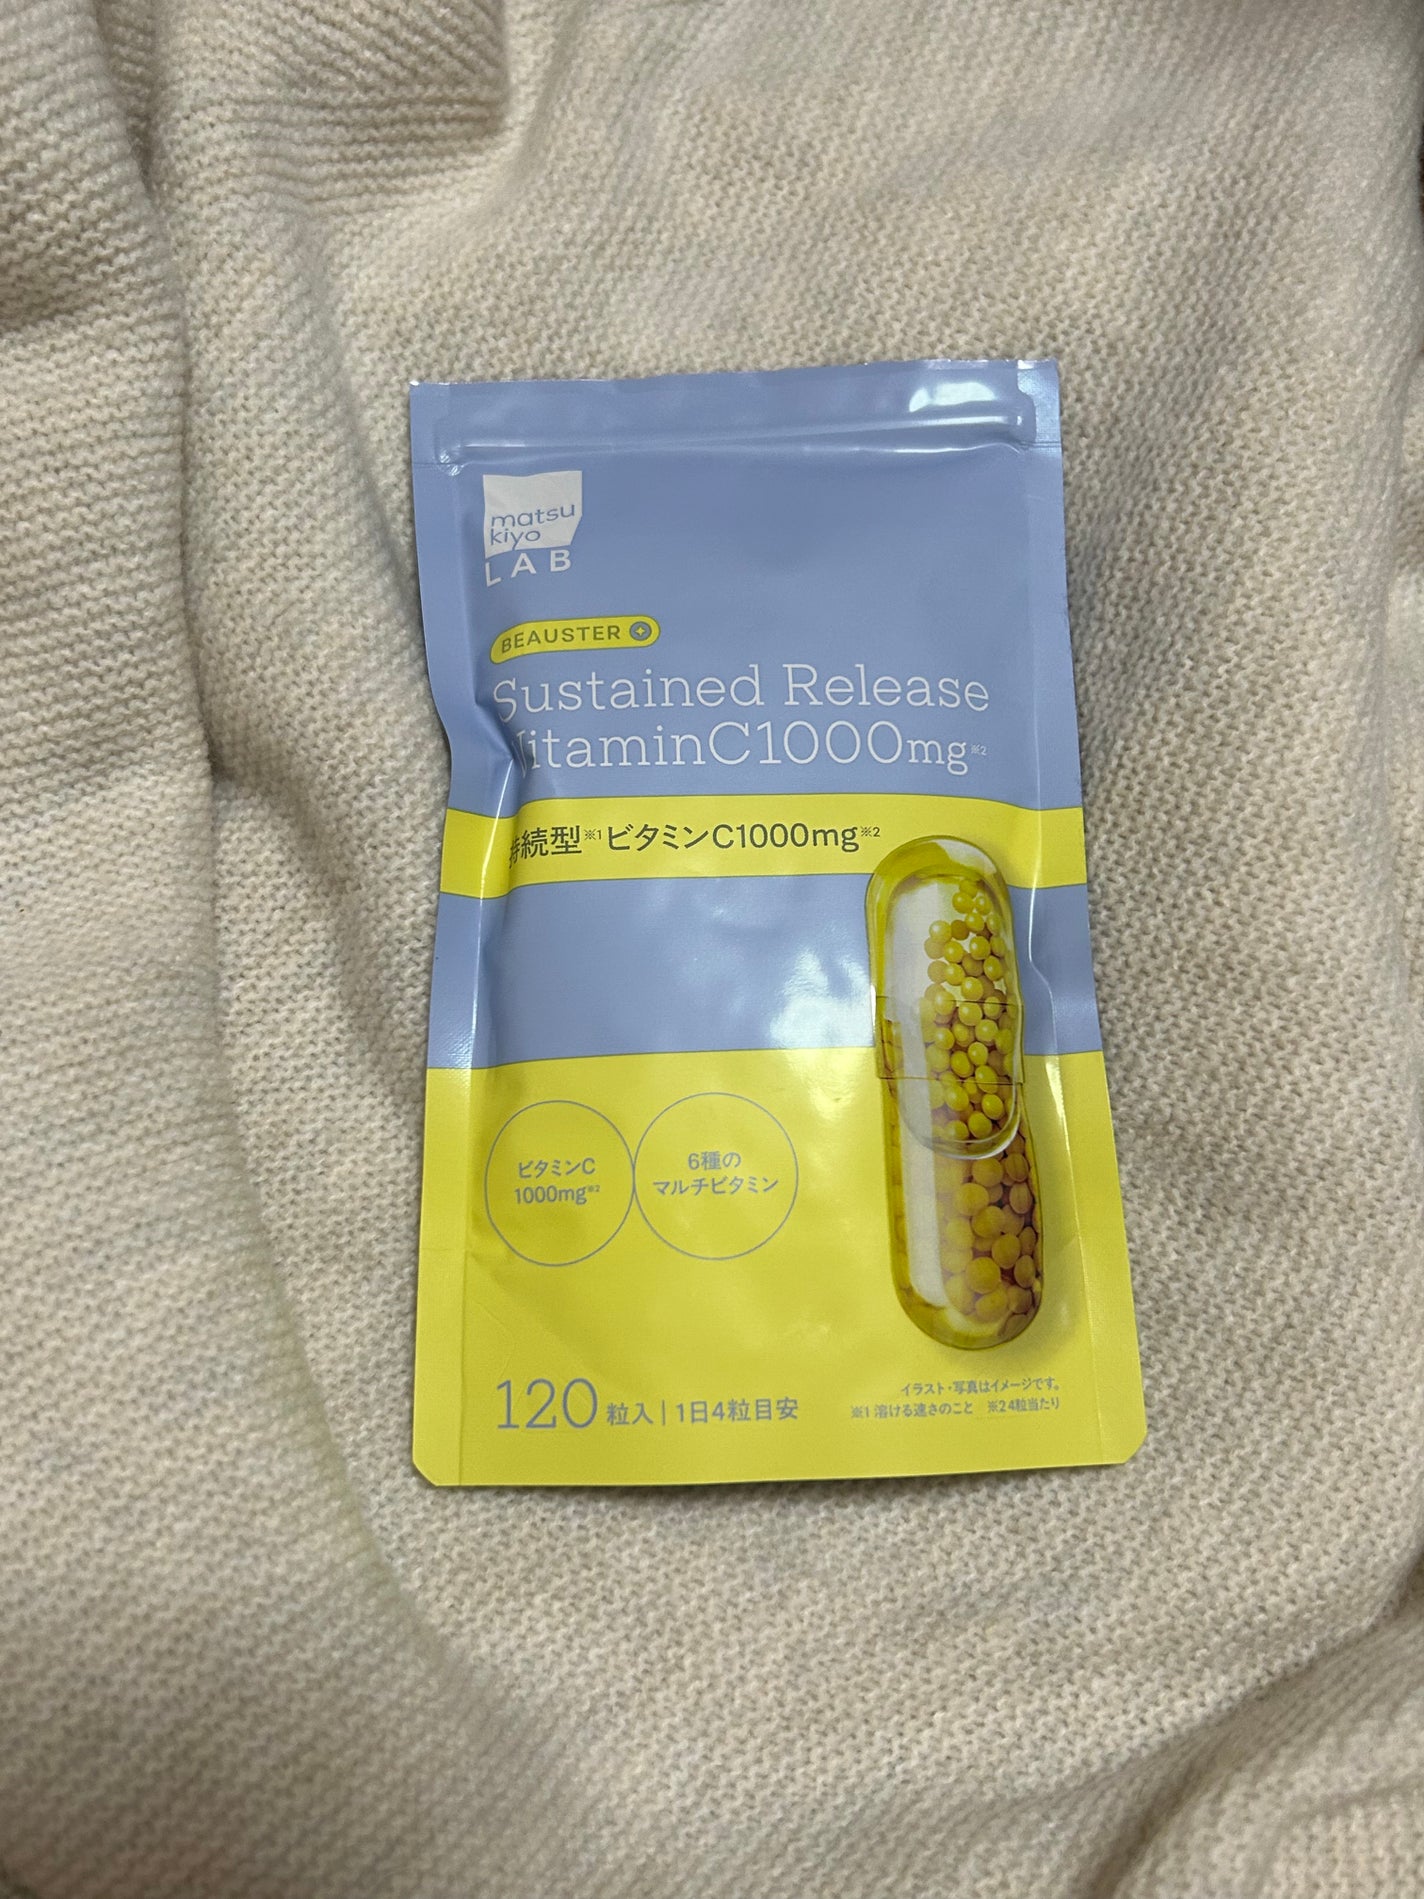 matsu
kiyo
LAB
BEAUSTER
Sustained Release
VitaminC1000mg※2
持続型※1ビタミンC1000mg※2
ビタミンC
1000mg※2
6種の
マルチビタミン
120粒入|1日4粒目安
イラスト・写真はイメージです。
※1 溶ける速さのこと ※2 4粒当たり